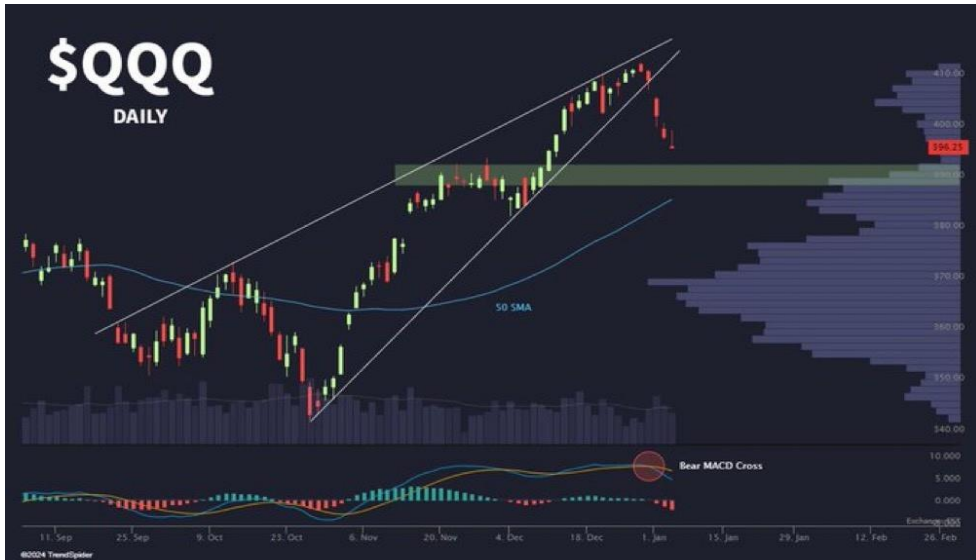 $QQQ
DAILY
410.00
400.00
396.25
390.00
380.00
370.00
50 SMA
360.00
350.00
340.00
10.000
Bear MACD Cross
5.000
0.000
11. Sep
25. Sep
9. Oct
23. Oct
6. Nov
20. Nov
4. Dec
18. Dec
1. Jan
15. Jan
29. Jan
12. Feb
26. Feb
©2024 TrendSpider